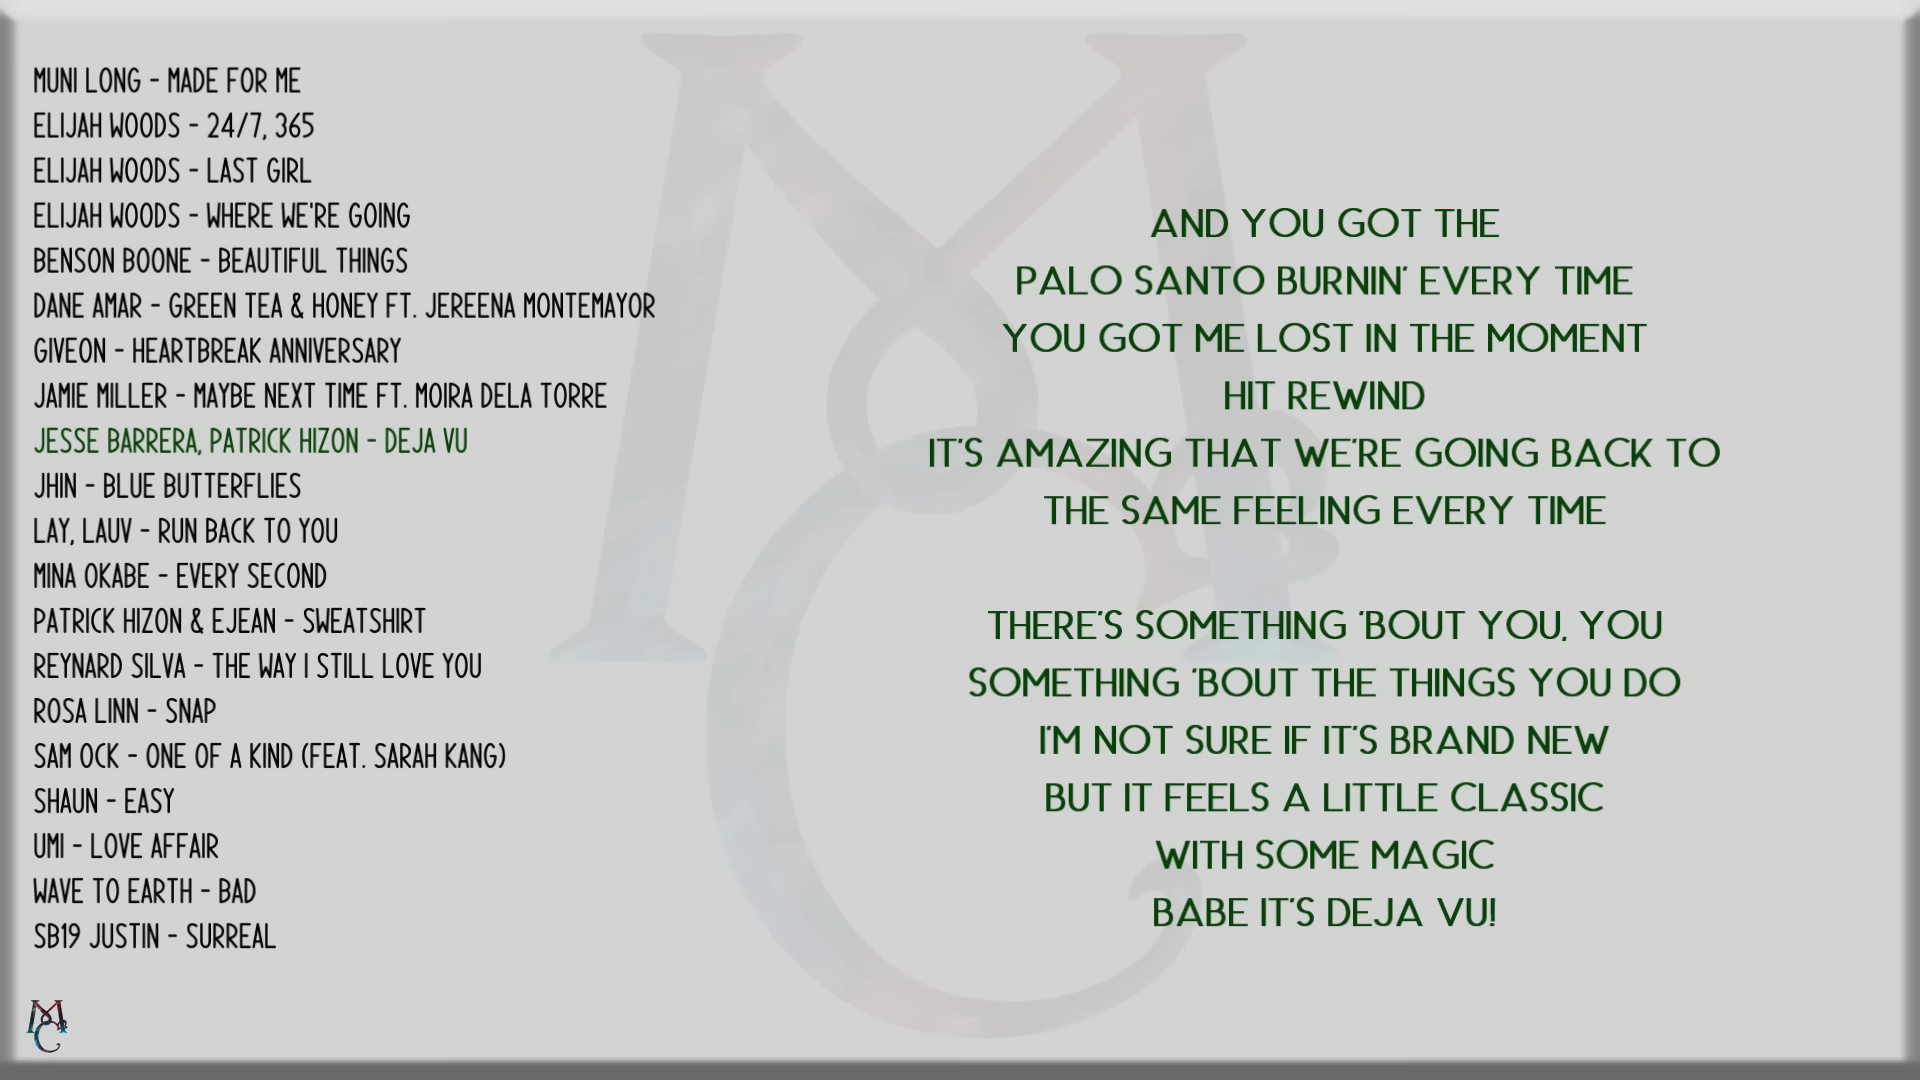 MUNI LONG - MADE FOR ME
ELIJAH WOODS - 24/7, 365
ELIJAH WOODS - LAST GIRL
ELIJAH WOODS - WHERE WE'RE GOING
BENSON BOONE - BEAUTIFUL THINGS
DANE AMAR - GREEN TEA & HONEY FT. JEREENA MONTEMAYOR
GIVEON - HEARTBREAK ANNIVERSARY
JAMIE MILLER - MAYBE NEXT TIME FT. MOIRA DELA TORRE
JESSE BARRERA, PATRICK HIZON - DEJA VU
JHIN - BLUE BUTTERFLIES
LAY, LAUV - RUN BACK TO YOU
MINA OKABE - EVERY SECOND
PATRICK HIZON & EJEAN - SWEATSHIRT
REYNARD SILVA - THE WAY I STILL LOVE YOU
ROSA LINN - SNAP
SAM OCK - ONE OF A KIND (FEAT. SARAH KANG)
SHAUN - EASY
UMI - LOVE AFFAIR
WAVE TO EARTH - BAD
SB19 JUSTIN - SURREAL
AND YOU GOT THE
PALO SANTO BURNIN' EVERY TIME
YOU GOT ME LOST IN THE MOMENT
HIT REWIND
IT'S AMAZING THAT WE'RE GOING BACK TO
THE SAME FEELING EVERY TIME
THERE'S SOMETHING 'BOUT YOU, YOU
SOMETHING 'BOUT THE THINGS YOU DO
I'M NOT SURE IF IT'S BRAND NEW
BUT IT FEELS A LITTLE CLASSIC
WITH SOME MAGIC
BABE IT'S DEJA VU!
MC